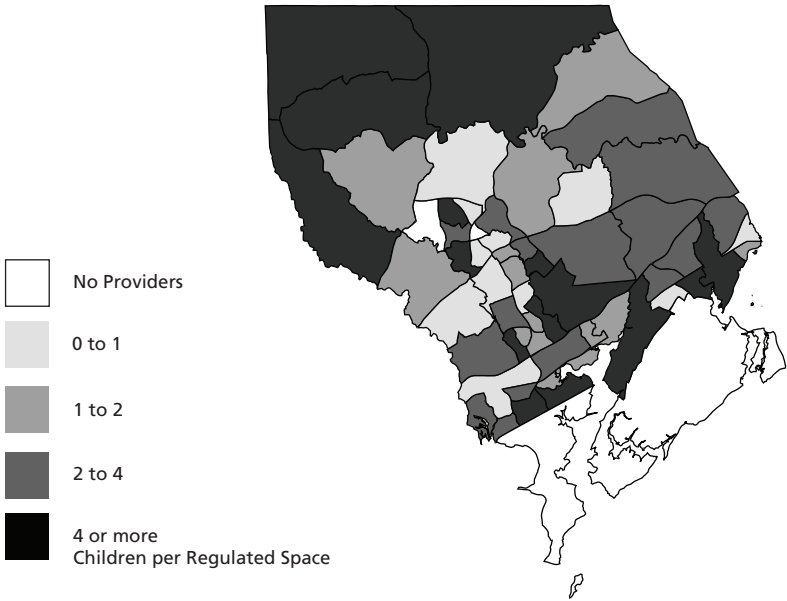 No Providers
0 to 1
1 to 2
2 to 4
4 or more
Children per Regulated Space